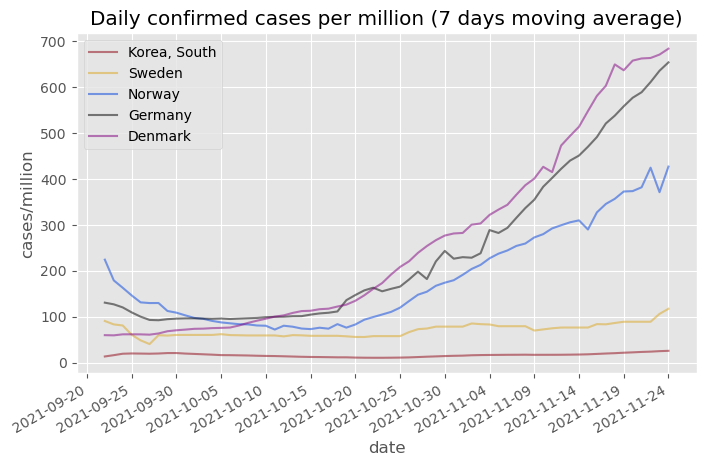 Daily confirmed cases per million (7 days moving average)
700
600
500
400
300
200
100
0
cases/million
Korea, South
Sweden
Norway
Germany
Denmark
2021-09-20
2021-09-25
2021-09-30
2021-10-05
2021-10-10
2021-10-15
2021-10-20
2021-10-25
2021-10-30
2021-11-04
2021-11-09
2021-11-14
2021-11-19
2021-11-24
date